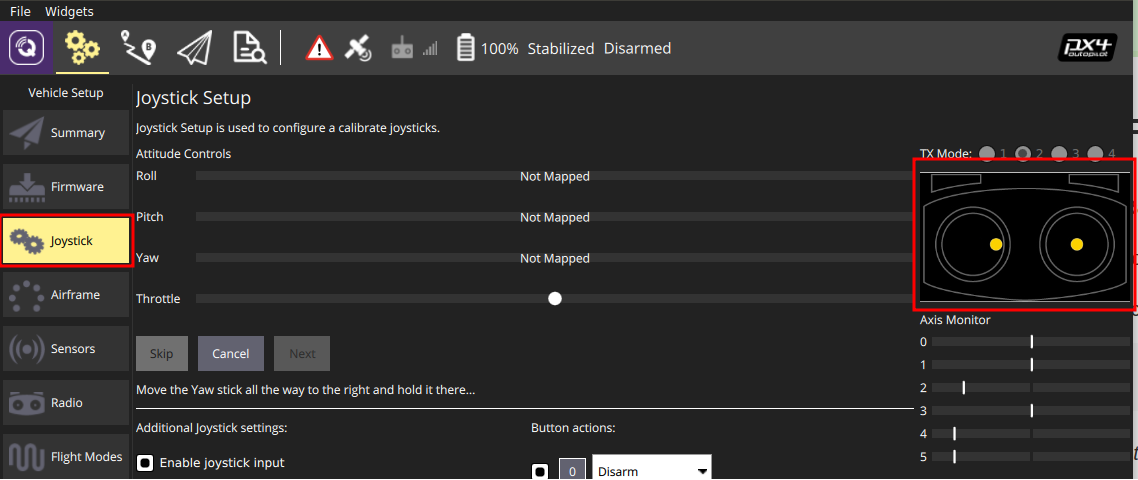 File Widgets
100% Stabilized Disarmed
px4
autopilot
Vehicle Setup
Summary
Firmware
Joystick
Airframe
Sensors
Radio
Flight Modes
Joystick Setup
Joystick Setup is used to configure a calibrate joysticks.
Attitude Controls
Roll Not Mapped
Pitch Not Mapped
Yaw Not Mapped
Throttle
Skip Cancel Next
Move the Yaw stick all the way to the right and hold it there...
Additional Joystick settings:
Enable joystick input
Button actions:
0 Disarm
TX Mode: 1 2 3 4
Axis Monitor
0
1
2
3
4
5